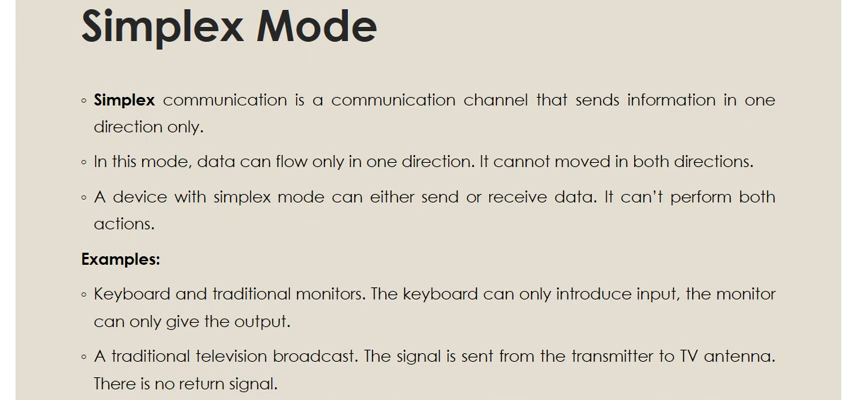 Simplex Mode
◦ Simplex communication is a communication channel that sends information in one
direction only.
◦ In this mode, data can flow only in one direction. It cannot moved in both directions.
◦ A device with simplex mode can either send or receive data. It can’t perform both
actions.
Examples:
◦ Keyboard and traditional monitors. The keyboard can only introduce input, the monitor
can only give the output.
◦ A traditional television broadcast. The signal is sent from the transmitter to TV antenna.
There is no return signal.